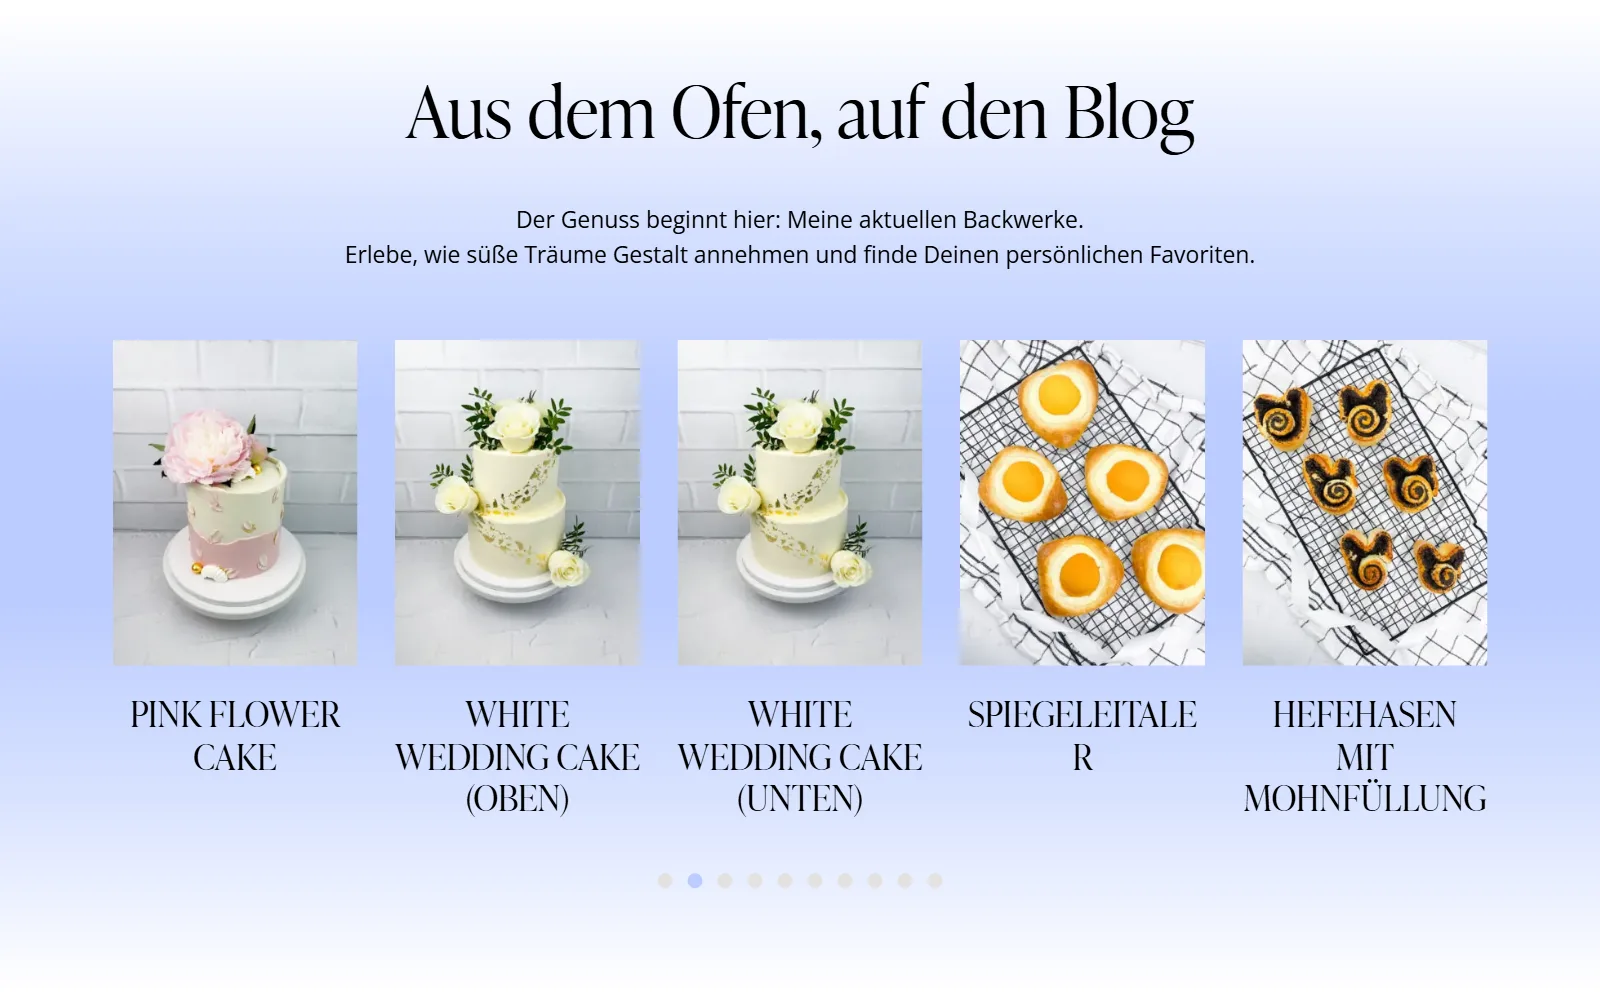 Aus dem Ofen, auf den Blog
Der Genuss beginnt hier: Meine aktuellen Backwerke.
Erlebe, wie süße Träume Gestalt annehmen und finde Deinen persönlichen Favoriten.
PINK FLOWER
CAKE
WHITE
WEDDING CAKE
(OBEN)
WHITE
WEDDING CAKE
(UNTEN)
SPIEGELEITALE
R
HEFEHASEN
MIT
MOHNFÜLLUNG